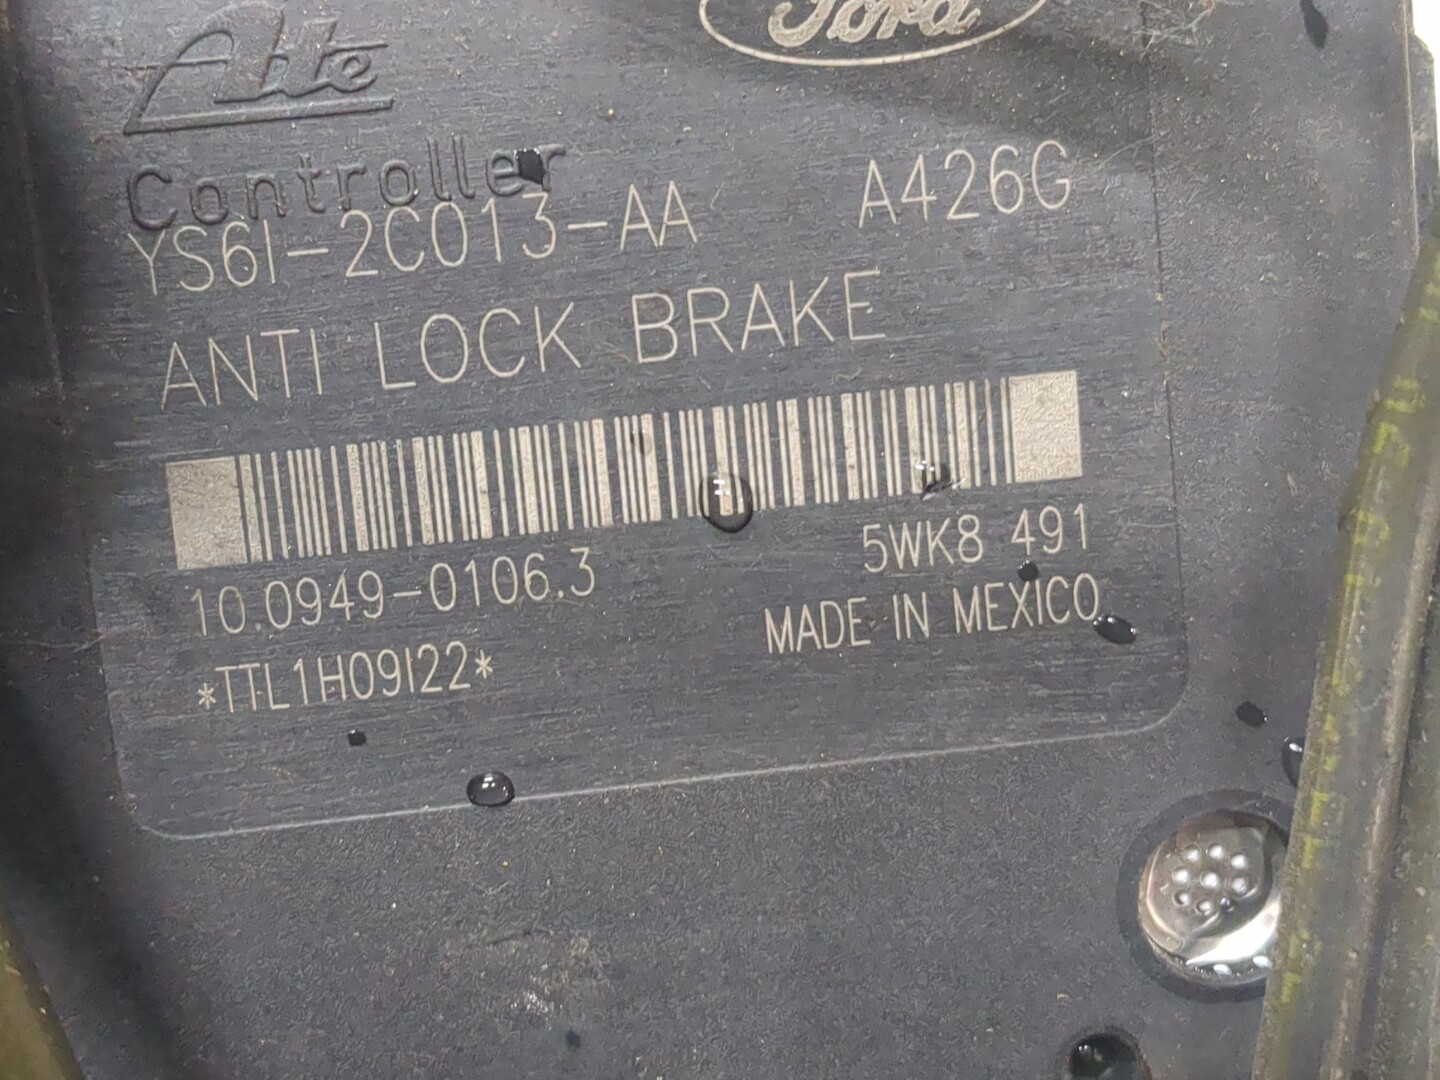 Ford
Ate
Controller
YS6I-2C013-AA A426G
ANTI LOCK BRAKE
10.0949-0106.3 5WK8 491
MADE IN MEXICO
*TTL1H09I22*